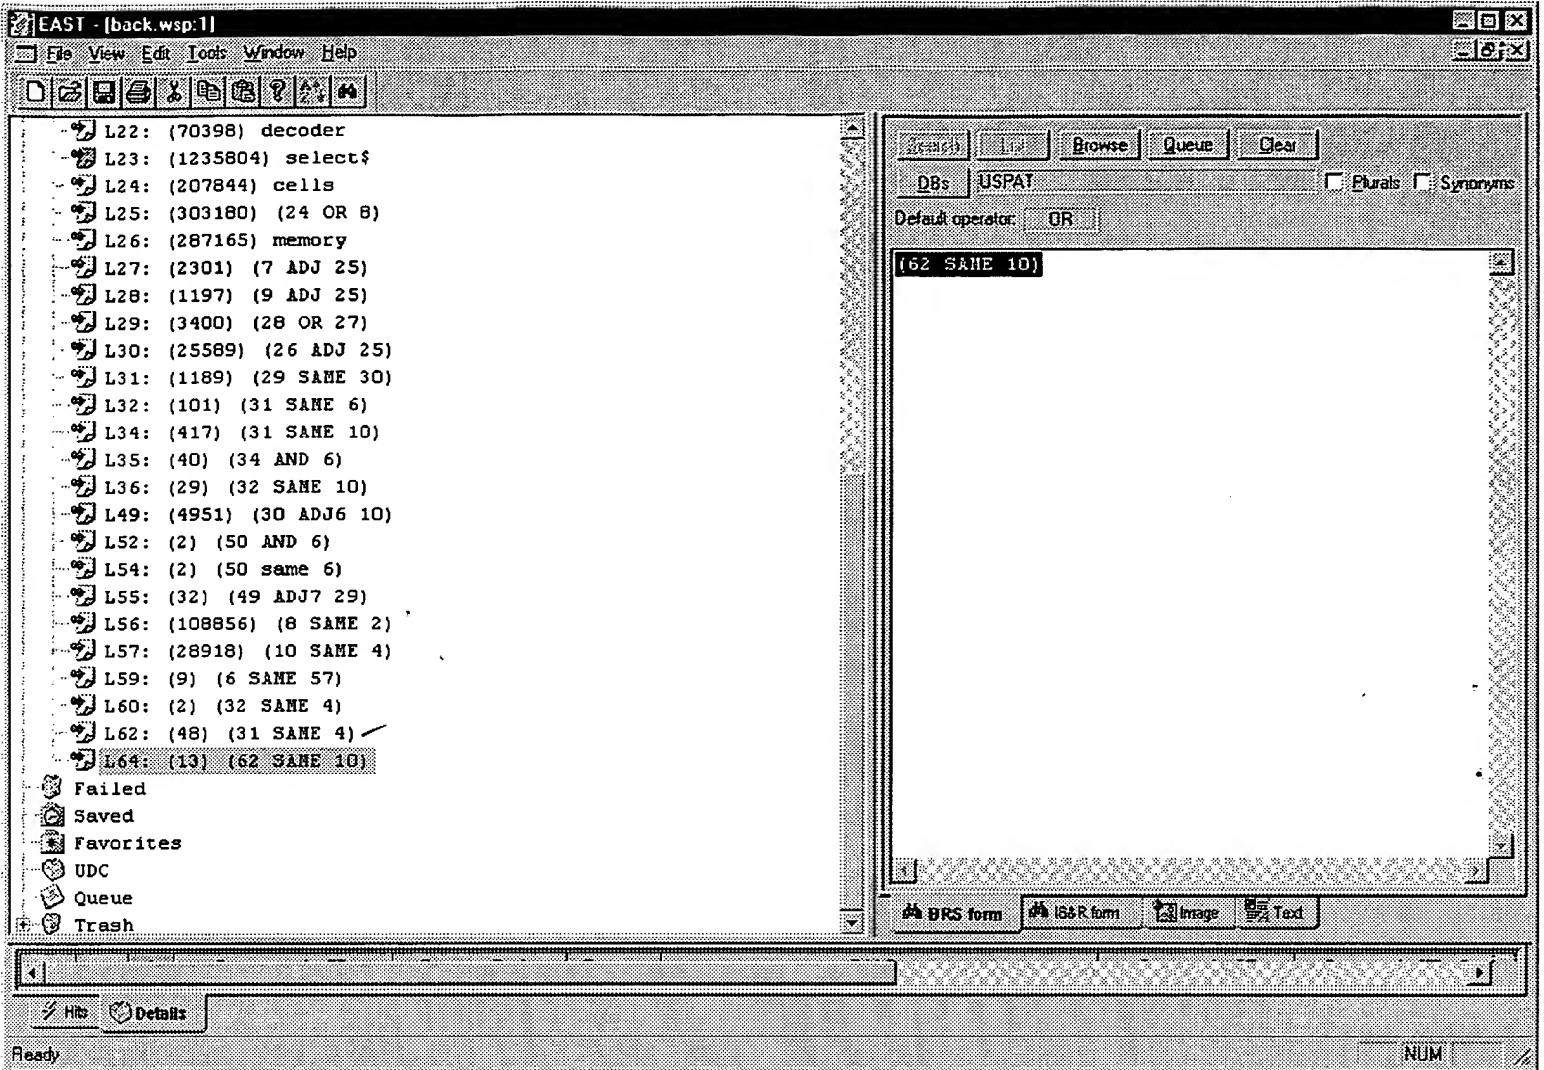 EAST - [back.wsp:1]
File View Edit Tools Window Help
L22: (70398) decoder
L23: (1235804) select$
L24: (207844) cells
L25: (303180) (24 OR 8)
L26: (287165) memory
L27: (2301) (7 ADJ 25)
L28: (1197) (9 ADJ 25)
L29: (3400) (28 OR 27)
L30: (25589) (26 ADJ 25)
L31: (1189) (29 SAME 30)
L32: (101) (31 SAME 6)
L34: (417) (31 SAME 10)
L35: (40) (34 AND 6)
L36: (29) (32 SAME 10)
L49: (4951) (30 ADJ6 10)
L52: (2) (50 AND 6)
L54: (2) (50 same 6)
L55: (32) (49 ADJ7 29)
L56: (108856) (8 SAME 2)
L57: (28918) (10 SAME 4)
L59: (9) (6 SAME 57)
L60: (2) (32 SAME 4)
L62: (48) (31 SAME 4)
L64: (13) (62 SAME 10)
Failed
Saved
Favorites
UDC
Queue
Trash
Search List Browse Queue Clear
DBs USPAT Plurals Synonyms
Default operator: OR
(62 SAME 10)
BRS form IS&R form Image Text
Hits Details
Ready NUM